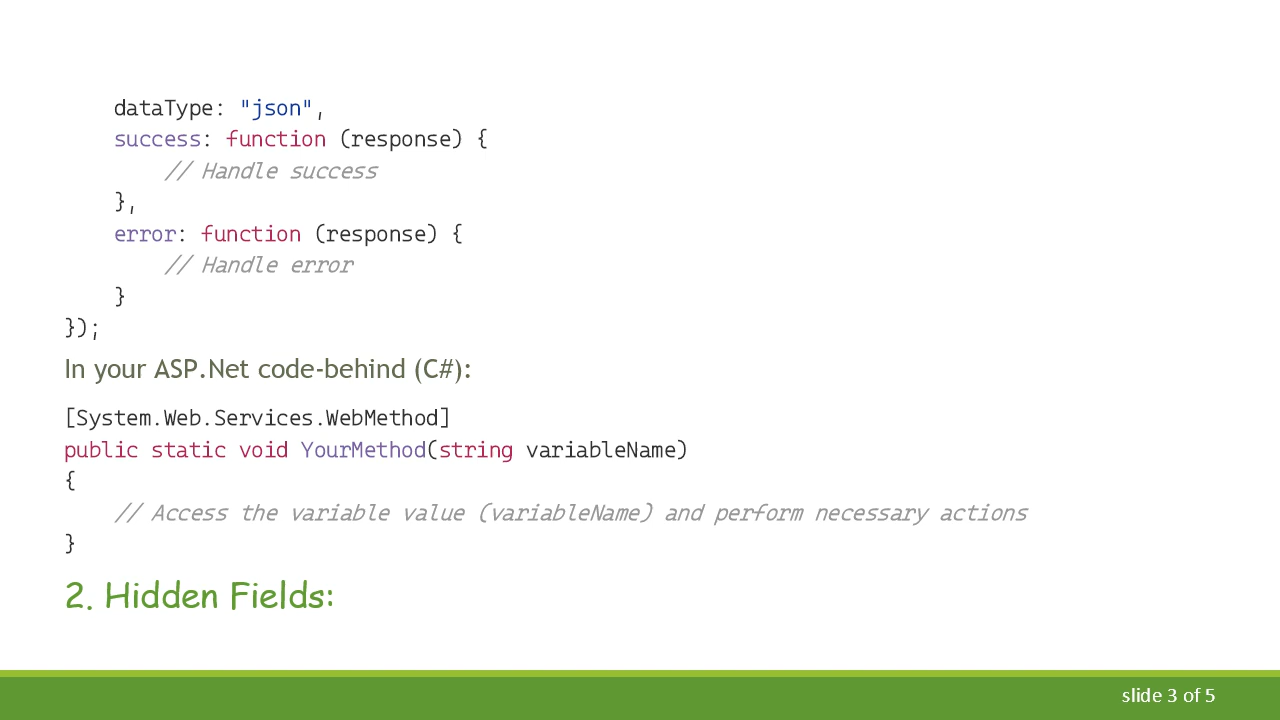 dataType: "json",
    success: function (response) {
        // Handle success
    },
    error: function (response) {
        // Handle error
    }
});
In your ASP.Net code-behind (C#):
[System.Web.Services.WebMethod]
public static void YourMethod(string variableName)
{
    // Access the variable value (variableName) and perform necessary actions
}
2. Hidden Fields:
slide 3 of 5